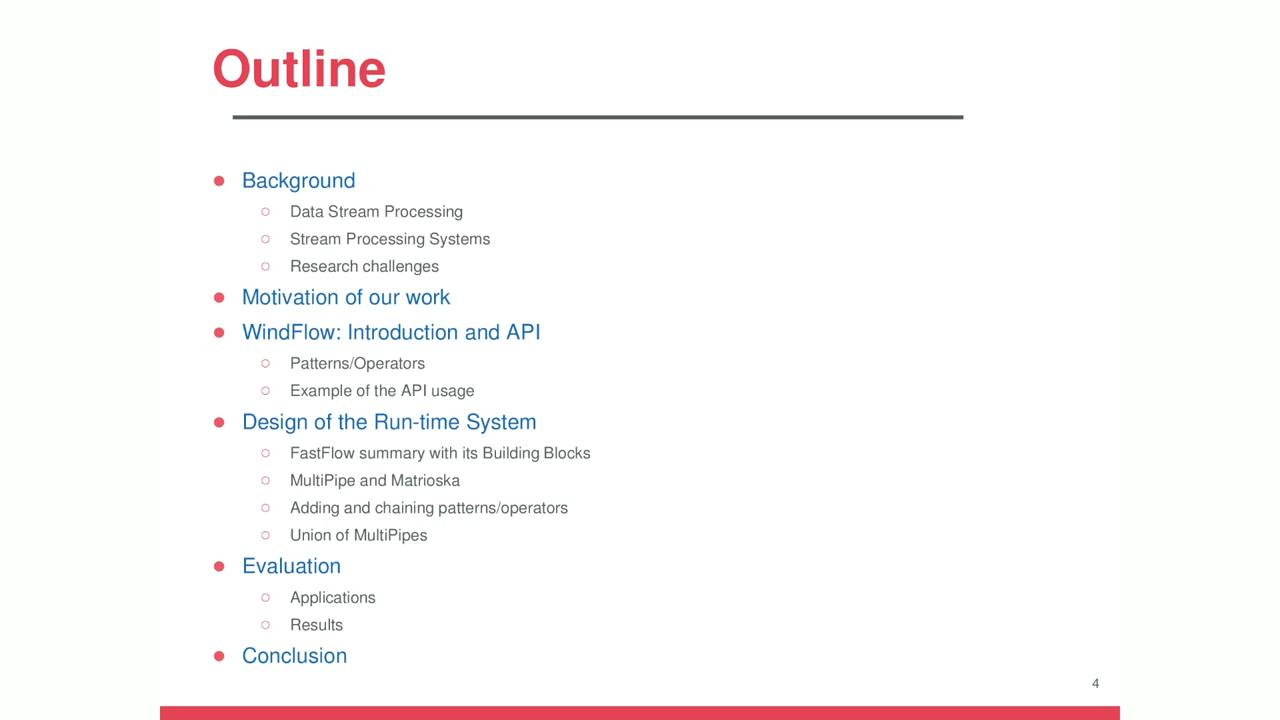 Outline
● Background
○ Data Stream Processing
○ Stream Processing Systems
○ Research challenges
● Motivation of our work
● WindFlow: Introduction and API
○ Patterns/Operators
○ Example of the API usage
● Design of the Run-time System
○ FastFlow summary with its Building Blocks
○ MultiPipe and Matrioska
○ Adding and chaining patterns/operators
○ Union of MultiPipes
● Evaluation
○ Applications
○ Results
● Conclusion
4